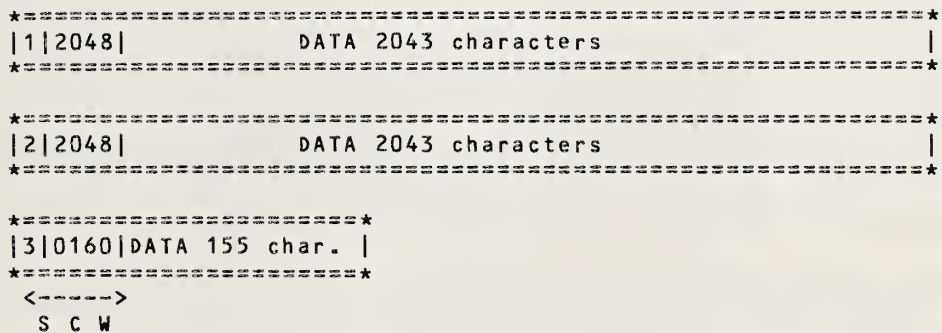 *===============================================================*
|1|2048| DATA 2043 characters |
*===============================================================*
*===============================================================*
|2|2048| DATA 2043 characters |
*===============================================================*
*=======================*
|3|0160|DATA 155 char. |
*=======================*
<----->
S C W